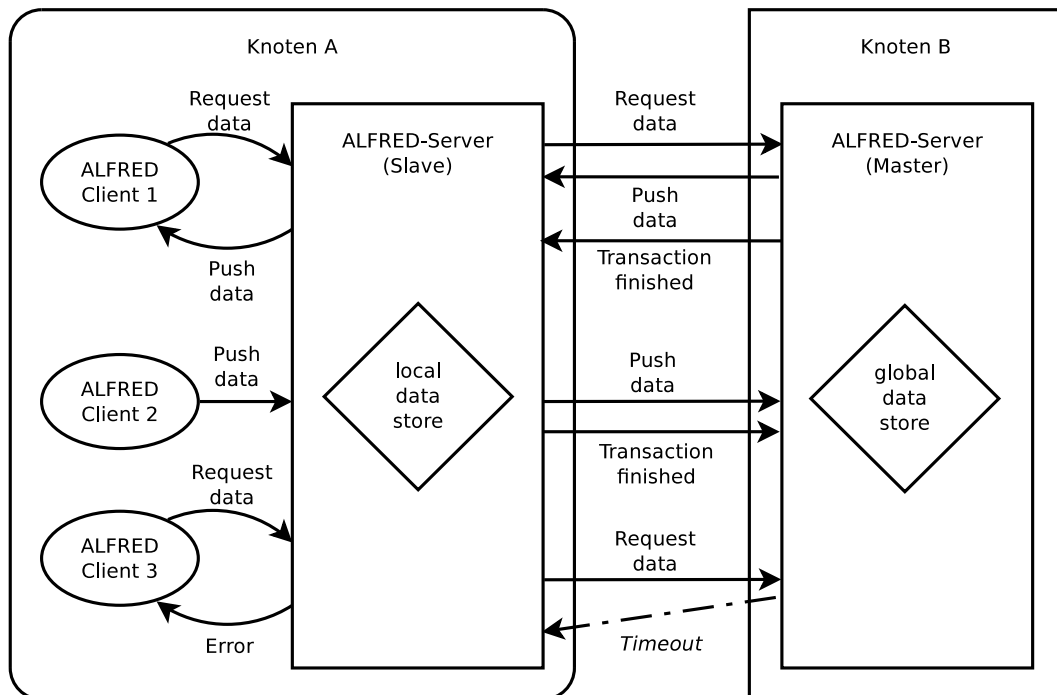 Knoten A
Knoten B
Request
data
ALFRED
Client 1
Push
data
ALFRED-Server
(Slave)
Request
data
Push
data
Transaction
finished
ALFRED-Server
(Master)
Push
data
ALFRED
Client 2
local
data
store
Push
data
Transaction
finished
global
data
store
Request
data
ALFRED
Client 3
Error
Request
data
Timeout